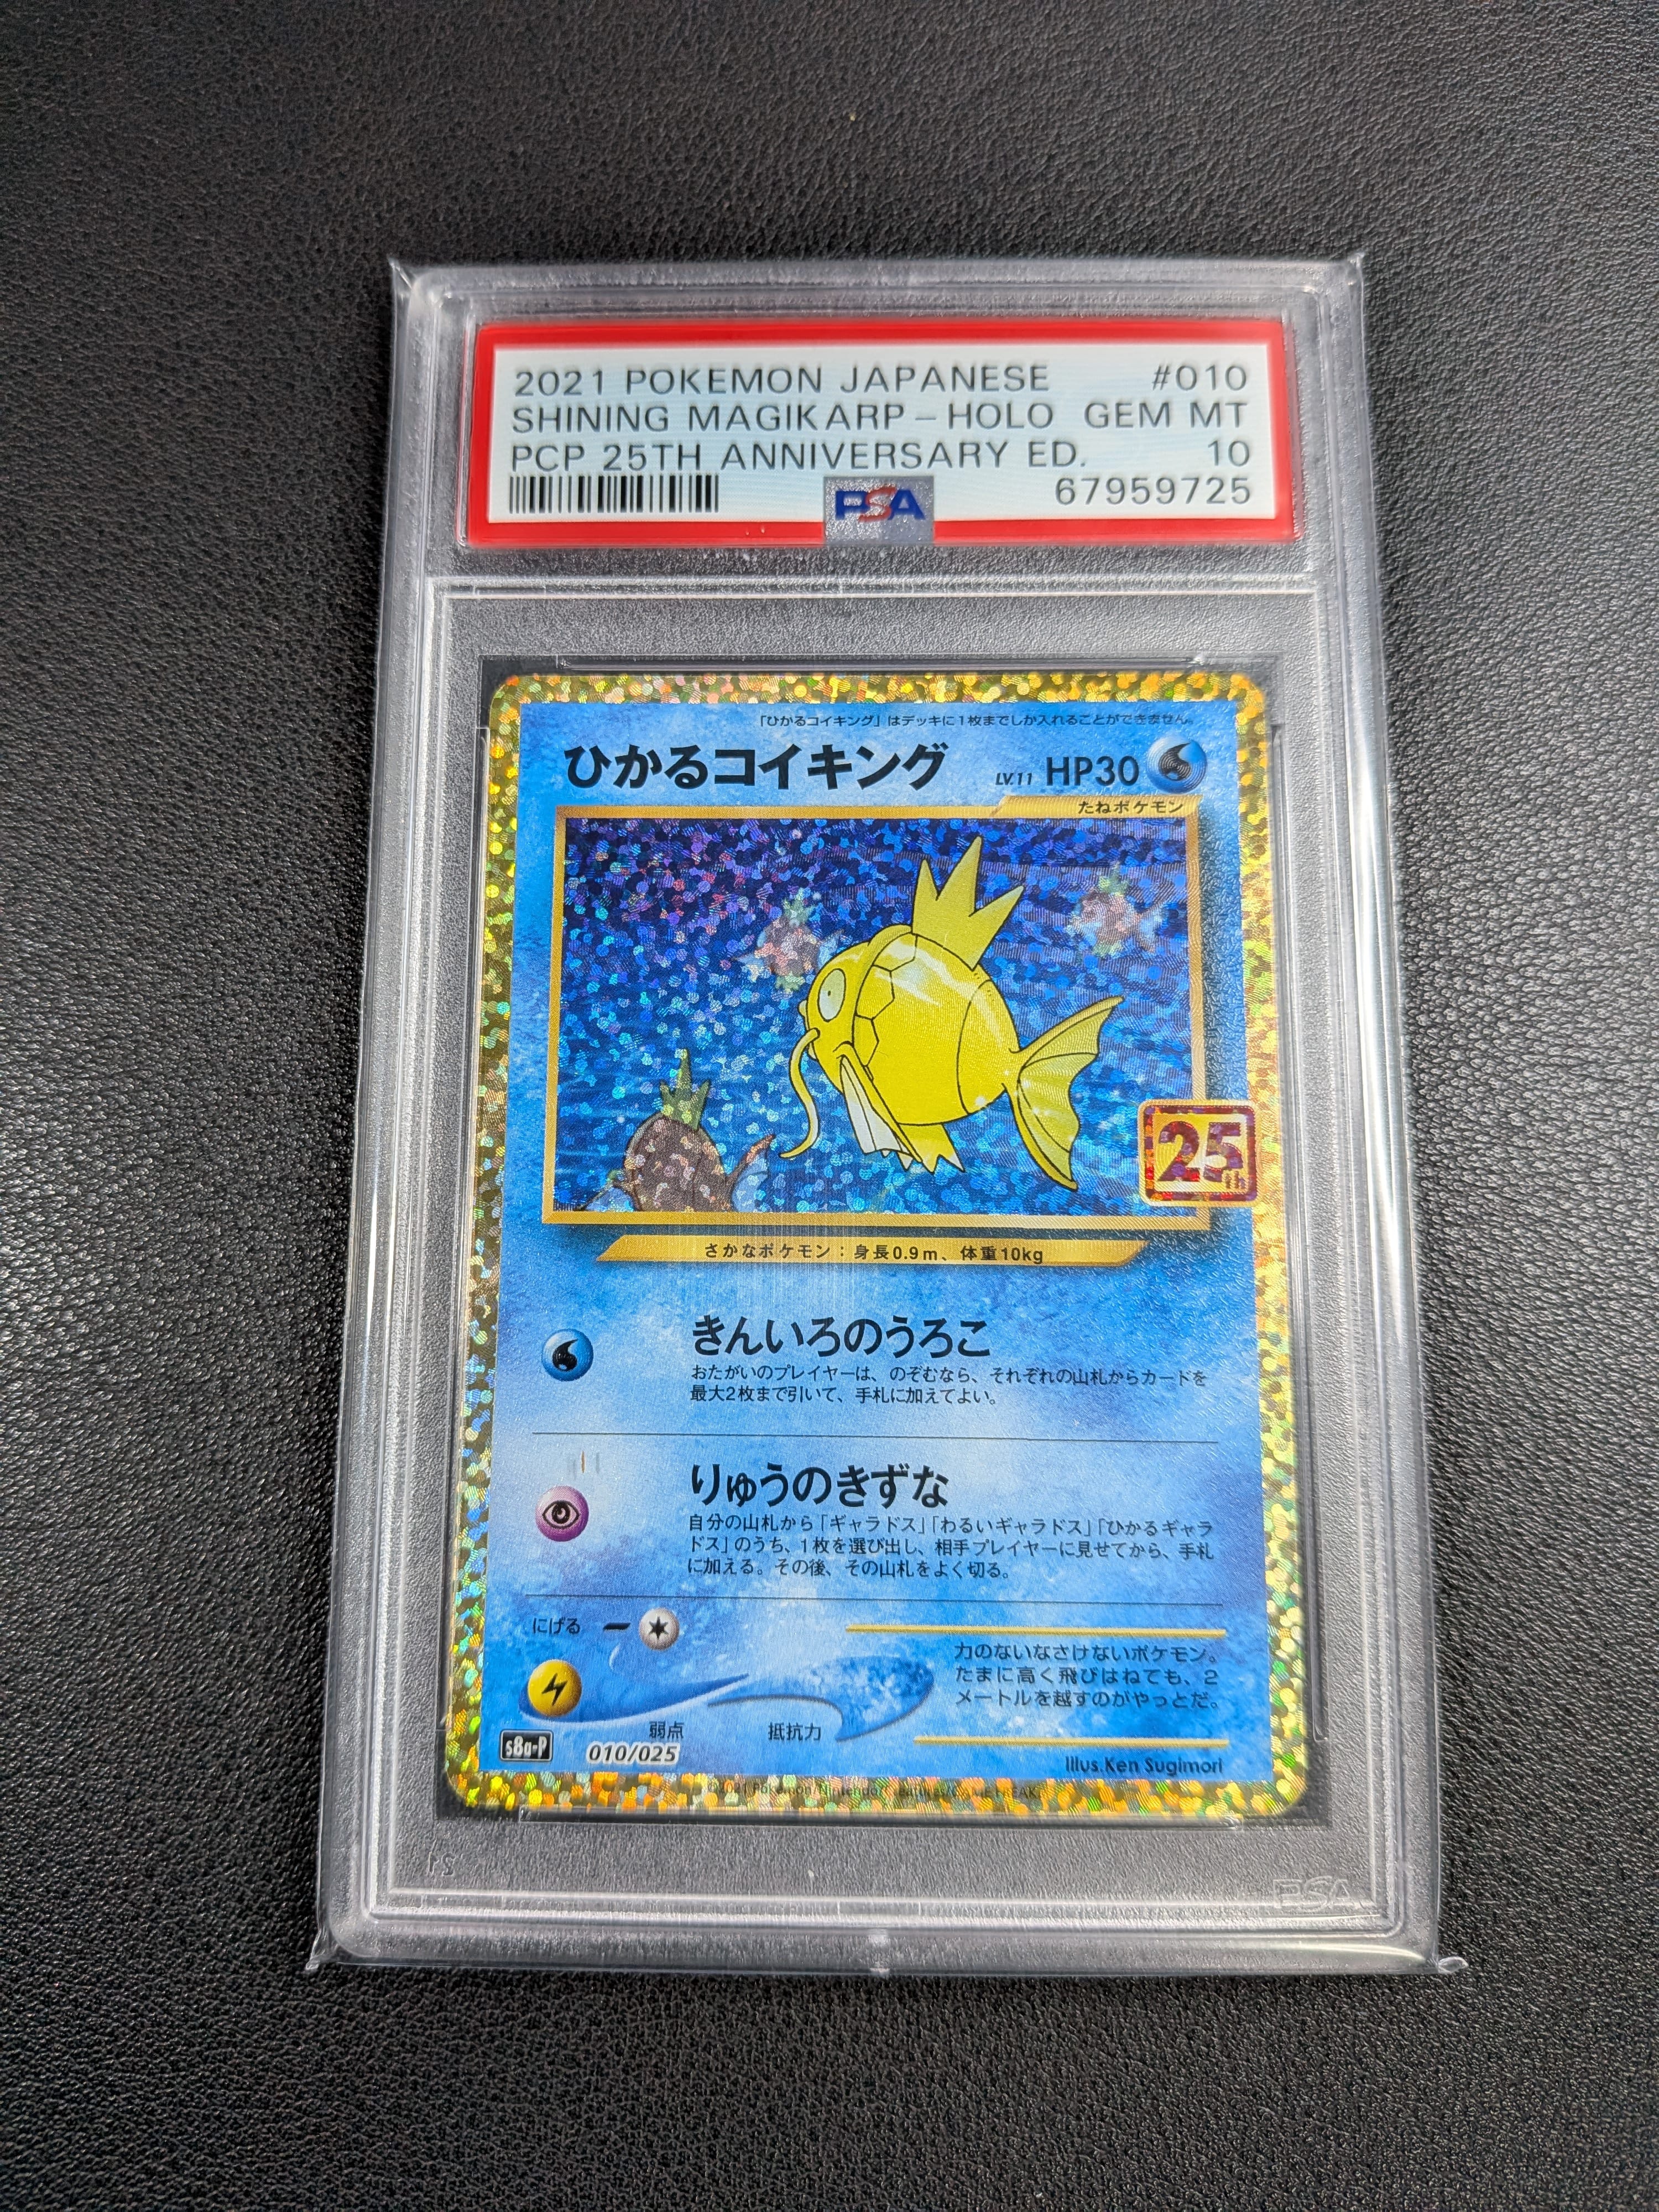 2021 POKEMON JAPANESE #010
SHINING MAGIKARP-HOLO GEM MT
PCP 25TH ANNIVERSARY ED. 10
PSA 67959725
「ひかるコイキング」はデッキに1枚までしか入れることができません。
ひかるコイキング LV.11 HP30
たねポケモン
25th
さかなポケモン：身長0.9m、体重10kg
きんいろのうろこ
おたがいのプレイヤーは、のぞむなら、それぞれの山札からカードを
最大2枚まで引いて、手札に加えてよい。
りゅうのきずな
自分の山札から「ギャラドス」「わるいギャラドス」「ひかるギャラ
ドス」のうち、1枚を選び出し、相手プレイヤーに見せてから、手札
に加える。その後、その山札をよく切る。
にげる
力のないなさけないポケモン。
たまに高く飛びはねても、2
メートルを越すのがやっとだ。
弱点 抵抗力
s8a-P 010/025
Illus.Ken Sugimori
©2021 Pokémon/Nintendo/Creatures/GAME FREAK
21 PSA